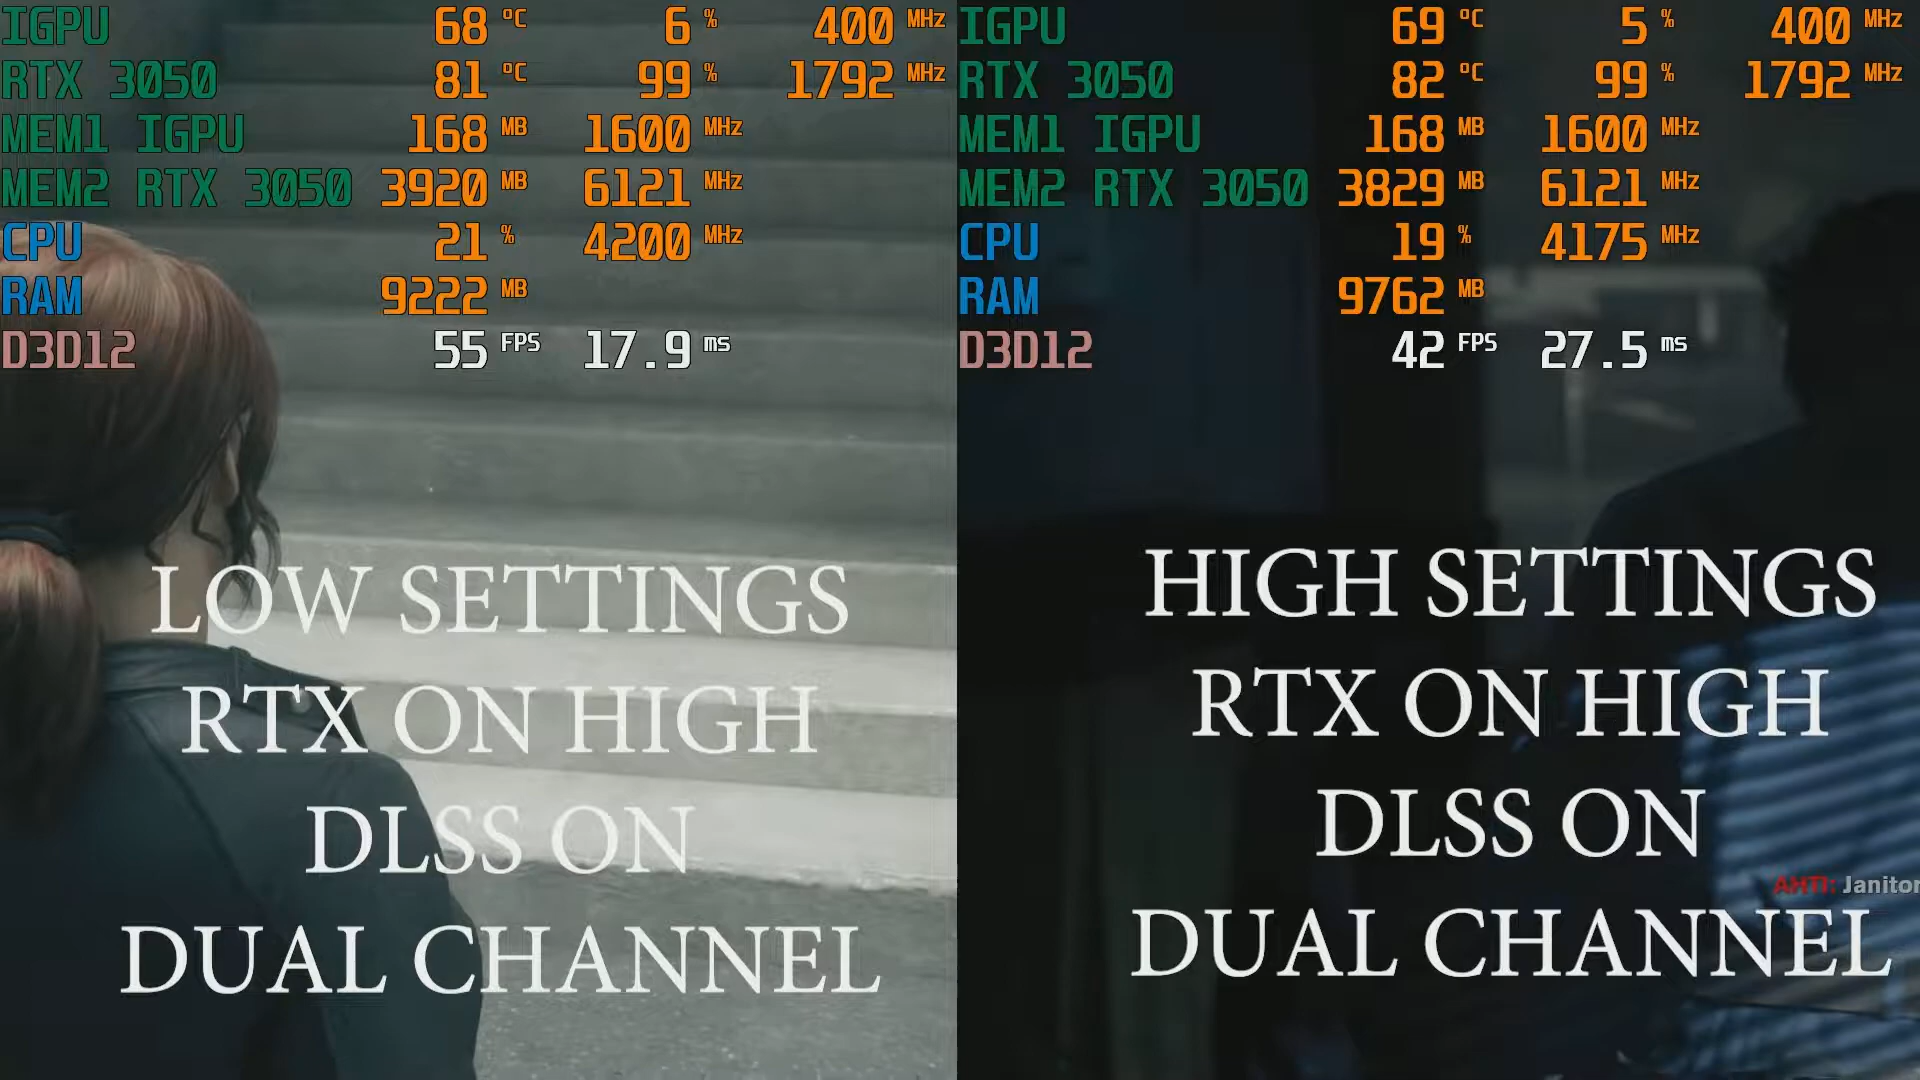 IGPU 68 °C 6 % 400 MHz
RTX 3050 81 °C 99 % 1792 MHz
MEM1 IGPU 168 MB 1600 MHz
MEM2 RTX 3050 3920 MB 6121 MHz
CPU 21 % 4200 MHz
RAM 9222 MB
D3D12 55 FPS 17.9 ms
LOW SETTINGS
RTX ON HIGH
DLSS ON
DUAL CHANNEL
IGPU 69 °C 5 % 400 MHz
RTX 3050 82 °C 99 % 1792 MHz
MEM1 IGPU 168 MB 1600 MHz
MEM2 RTX 3050 3829 MB 6121 MHz
CPU 19 % 4175 MHz
RAM 9762 MB
D3D12 42 FPS 27.5 ms
HIGH SETTINGS
RTX ON HIGH
DLSS ON
AHTI: Janitor
DUAL CHANNEL